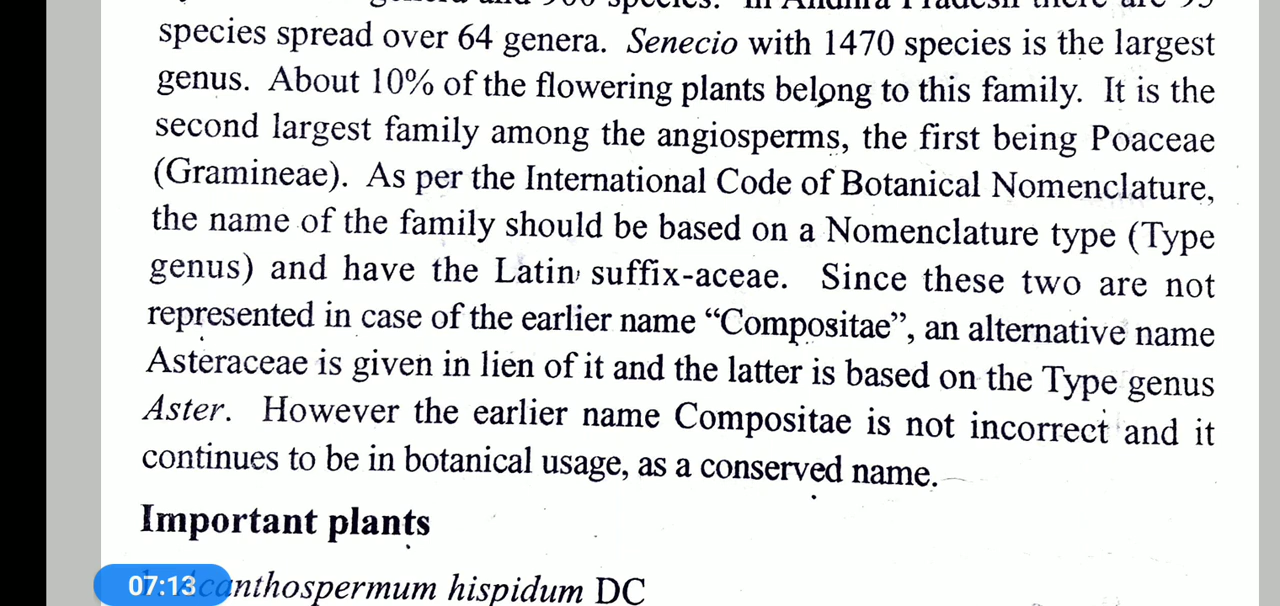 species spread over 64 genera. Senecio with 1470 species is the largest
genus. About 10% of the flowering plants belong to this family. It is the
second largest family among the angiosperms, the first being Poaceae
(Gramineae). As per the International Code of Botanical Nomenclature,
the name of the family should be based on a Nomenclature type (Type
genus) and have the Latin suffix-aceae. Since these two are not
represented in case of the earlier name “Compositae”, an alternative name
Asteraceae is given in lien of it and the latter is based on the Type genus
Aster. However the earlier name Compositae is not incorrect and it
continues to be in botanical usage, as a conserved name.
Important plants
07:13
hispidum DC